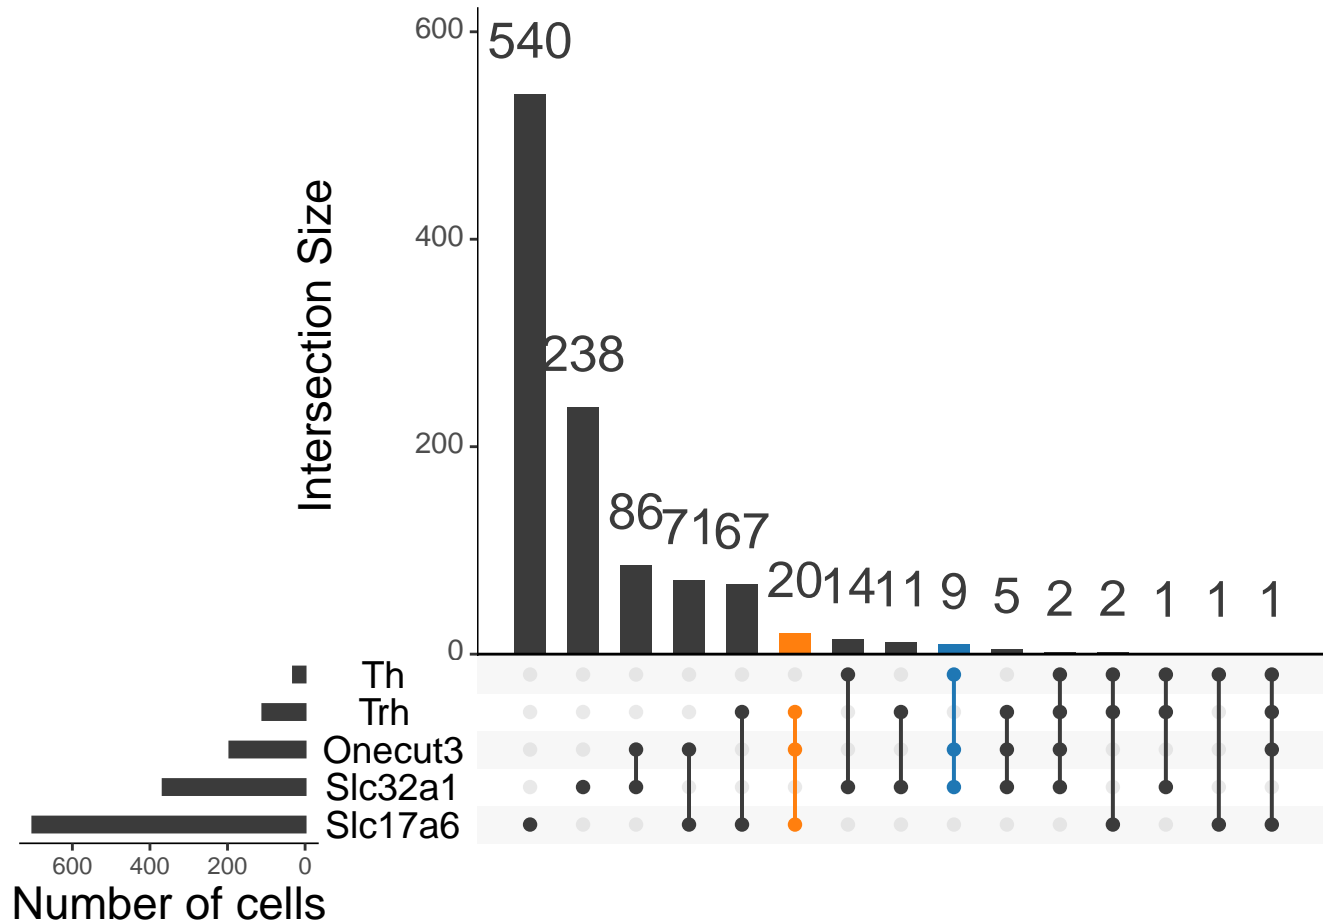 600
540
Intersection Size
400
238
200
86 71 67
20 14 11 9 5 2 2 1 1 1
0
Th
Trh
Onecut3
Slc32a1
Slc17a6
600 400 200 0
Number of cells